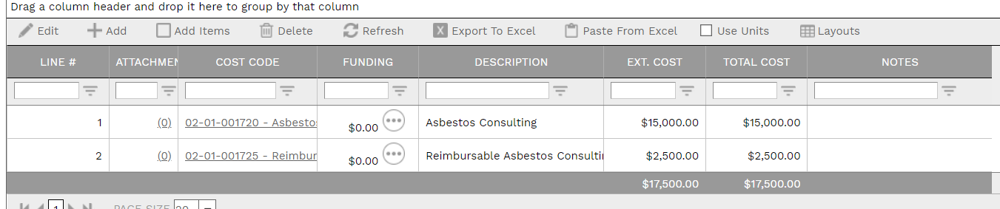 Drag a column header and drop it here to group by that column
Edit Add Add Items Delete Refresh Export To Excel Paste From Excel Use Units Layouts
LINE # ATTACHMEN COST CODE FUNDING DESCRIPTION EXT. COST TOTAL COST NOTES
1 (0) 02-01-001720 - Asbesto $0.00 Asbestos Consulting $15,000.00 $15,000.00
2 (0) 02-01-001725 - Reimbur $0.00 Reimbursable Asbestos Consulti $2,500.00 $2,500.00
$17,500.00 $17,500.00
1 PAGE SIZE 20